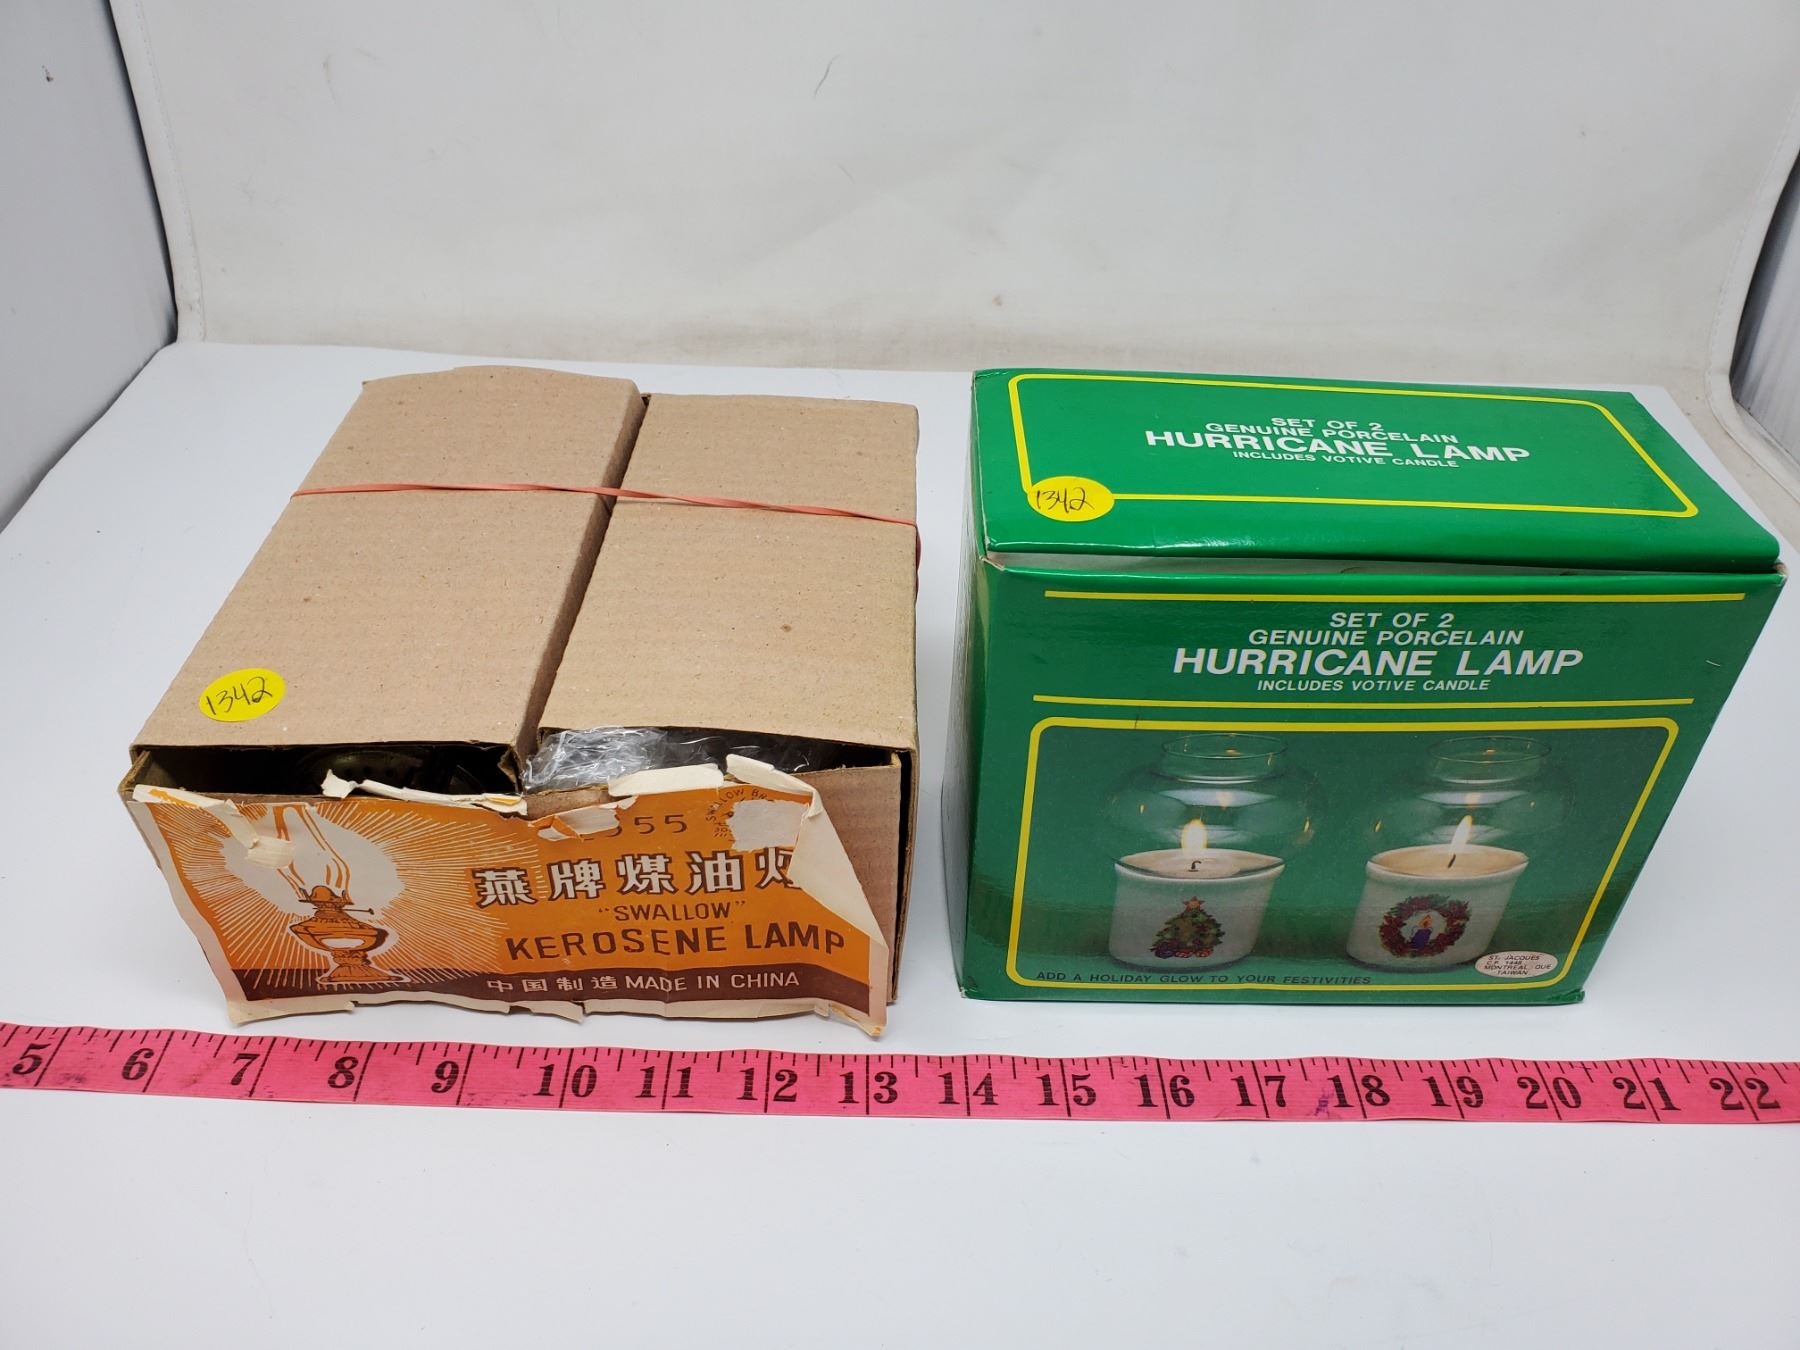 1342
555
SWALLOW
燕牌煤油灯
"SWALLOW"
KEROSENE LAMP
中国制造 MADE IN CHINA
SET OF 2
GENUINE PORCELAIN
HURRICANE LAMP
INCLUDES VOTIVE CANDLE
1342
SET OF 2
GENUINE PORCELAIN
HURRICANE LAMP
INCLUDES VOTIVE CANDLE
ADD A HOLIDAY GLOW TO YOUR FESTIVITIES
ST. JACQUES
C.P. 1448
MONTREAL, QUE
TAIWAN
5 6 7 8 9 10 11 12 13 14 15 16 17 18 19 20 21 22